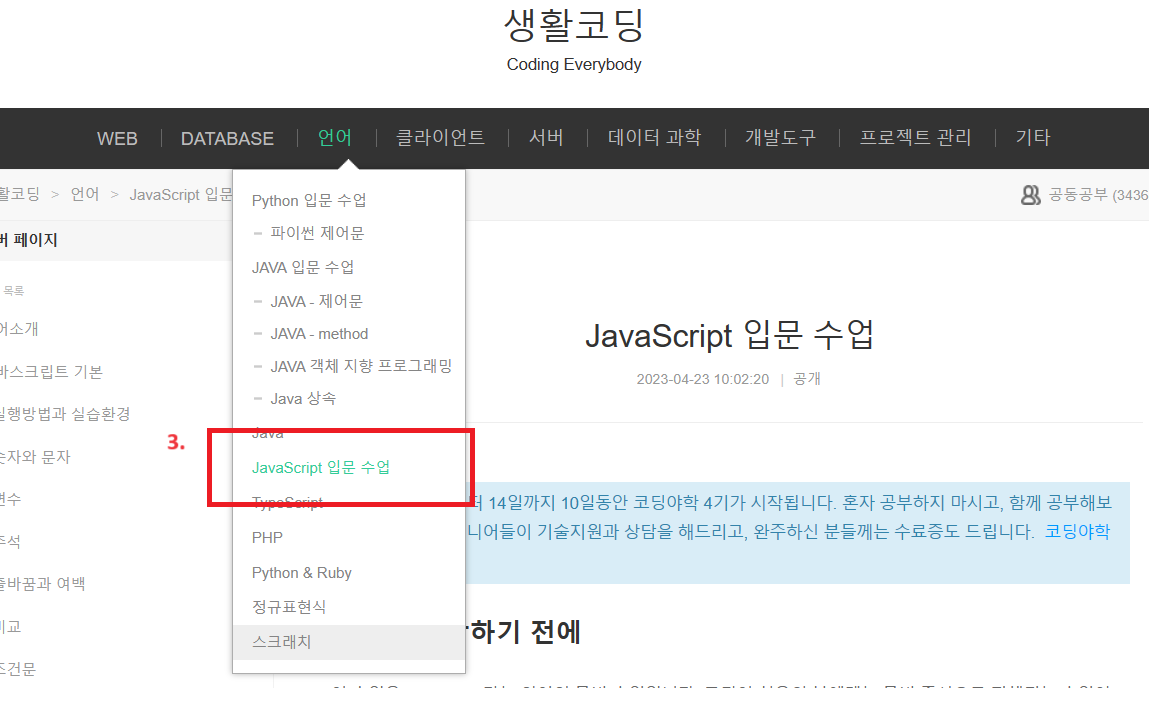 생활코딩
Coding Everybody
WEB DATABASE 언어 클라이언트 서버 데이터 과학 개발도구 프로젝트 관리 기타
활코딩 > 언어 > JavaScript 입문
공동공부 (3436
페이지
목록
Python 입문 수업
– 파이썬 제어문
JAVA 입문 수업
– JAVA - 제어문
– JAVA - method
– JAVA 객체 지향 프로그래밍
– Java 상속
Java
3.
JavaScript 입문 수업
TypeScript
PHP
Python & Ruby
정규표현식
스크래치
어소개
바스크립트 기본
실행방법과 실습환경
숫자와 문자
변수
주석
줄바꿈과 여백
비교
조건문
JavaScript 입문 수업
2023-04-23 10:02:20 | 공개
터 14일까지 10일동안 코딩야학 4기가 시작됩니다. 혼자 공부하지 마시고, 함께 공부해보
니어들이 기술지원과 상담을 해드리고, 완주하신 분들께는 수료증도 드립니다. 코딩야학
하기 전에